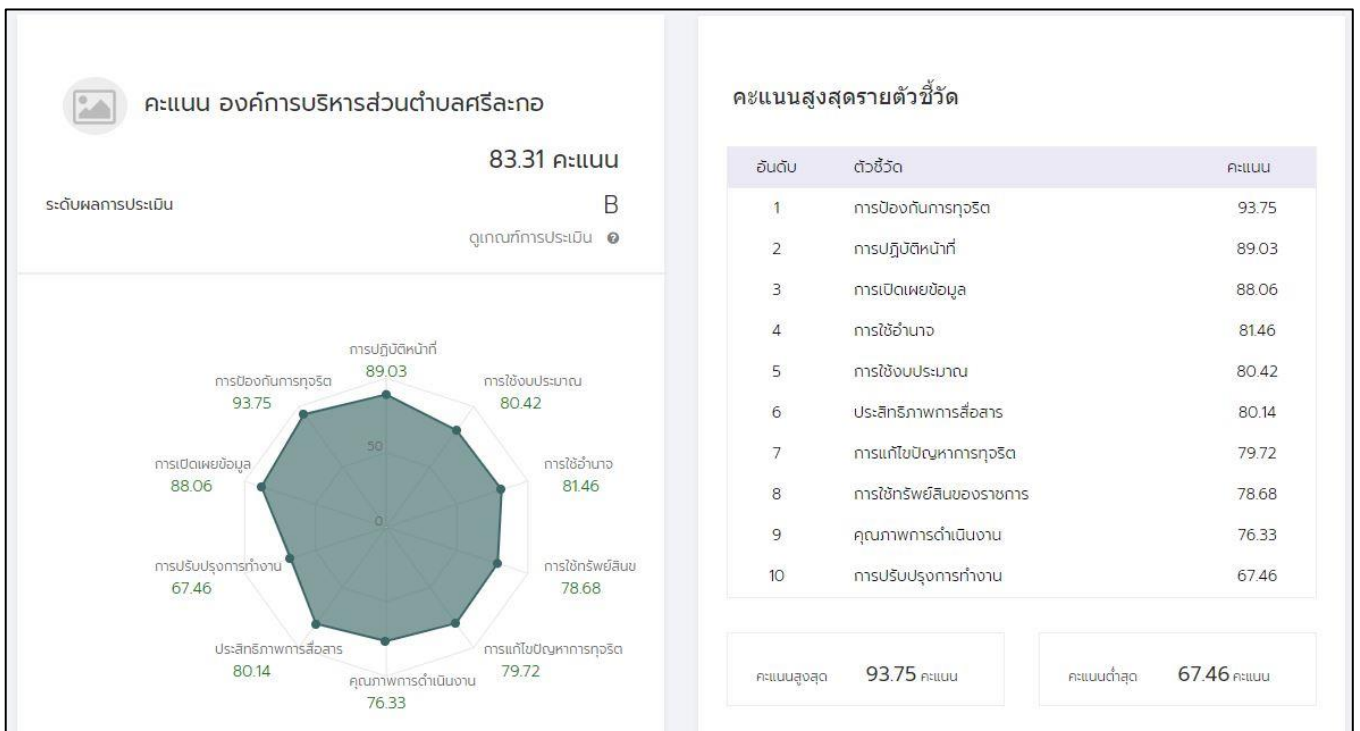 คะแนน องค์การบริหารส่วนตำบลศรีละกอ
83.31 คะแนน
ระดับผลการประเมิน B
ดูเกณฑ์การประเมิน
การปฏิบัติหน้าที่
89.03
การป้องกันการทุจริต
93.75
การใช้งบประมาณ
80.42
50
การเปิดเผยข้อมูล
88.06
การใช้อำนาจ
81.46
0
การปรับปรุงการทำงาน
67.46
การใช้ทรัพย์สินข
78.68
ประสิทธิภาพการสื่อสาร
80.14
การแก้ไขปัญหาการทุจริต
79.72
คุณภาพการดำเนินงาน
76.33
คะแนนสูงสุดรายตัวชี้วัด
อันดับ ตัวชี้วัด คะแนน
1 การป้องกันการทุจริต 93.75
2 การปฏิบัติหน้าที่ 89.03
3 การเปิดเผยข้อมูล 88.06
4 การใช้อำนาจ 81.46
5 การใช้งบประมาณ 80.42
6 ประสิทธิภาพการสื่อสาร 80.14
7 การแก้ไขปัญหาการทุจริต 79.72
8 การใช้ทรัพย์สินของราชการ 78.68
9 คุณภาพการดำเนินงาน 76.33
10 การปรับปรุงการทำงาน 67.46
คะแนนสูงสุด 93.75 คะแนน
คะแนนต่ำสุด 67.46 คะแนน